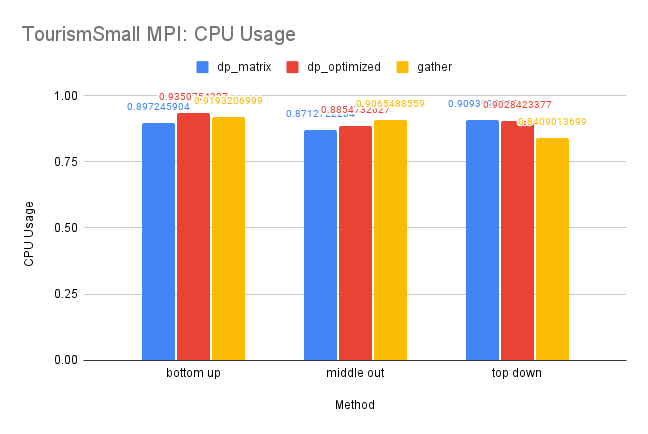 TourismSmall MPI: CPU Usage
dp_matrix dp_optimized gather
CPU Usage
1.00
0.75
0.50
0.25
0.00
0.897245904
0.9193206999
0.9065488559
0.9028423377
0.8409013699
bottom up middle out top down
Method